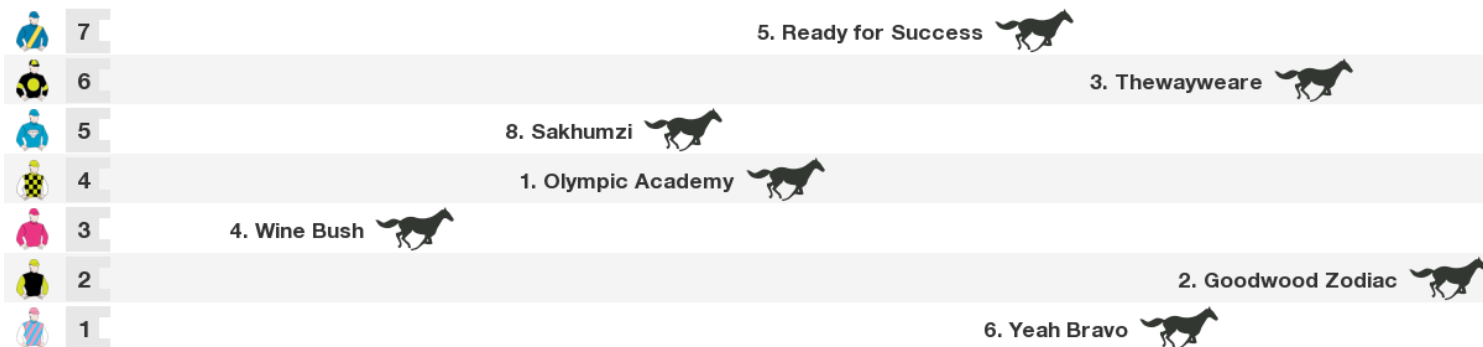 7 5. Ready for Success
6 3. Thewayweare
5 8. Sakhumzi
4 1. Olympic Academy
3 4. Wine Bush
2 2. Goodwood Zodiac
1 6. Yeah Bravo